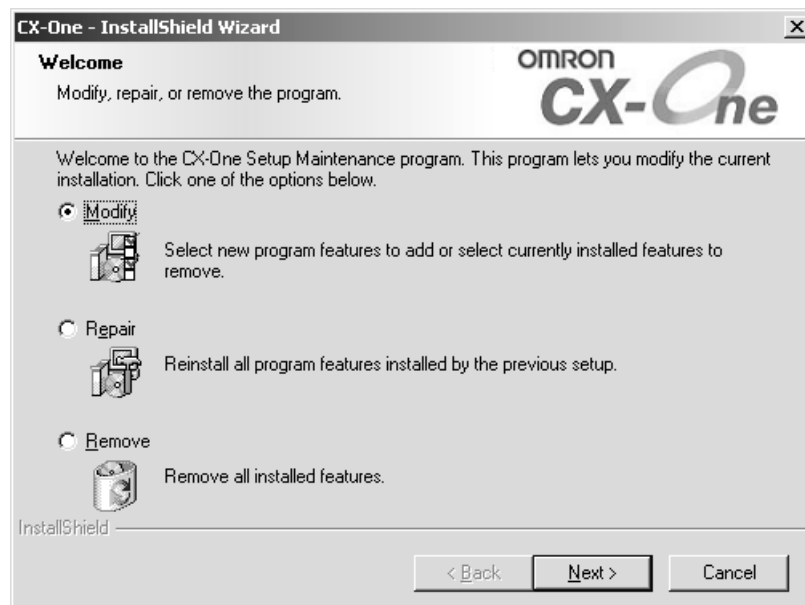 CX-One - InstallShield Wizard
Welcome
Modify, repair, or remove the program.
OMRON
CX-One
Welcome to the CX-One Setup Maintenance program. This program lets you modify the current
installation. Click one of the options below.
Modify
Select new program features to add or select currently installed features to
remove.
Repair
Reinstall all program features installed by the previous setup.
Remove
Remove all installed features.
InstallShield
< Back
Next >
Cancel